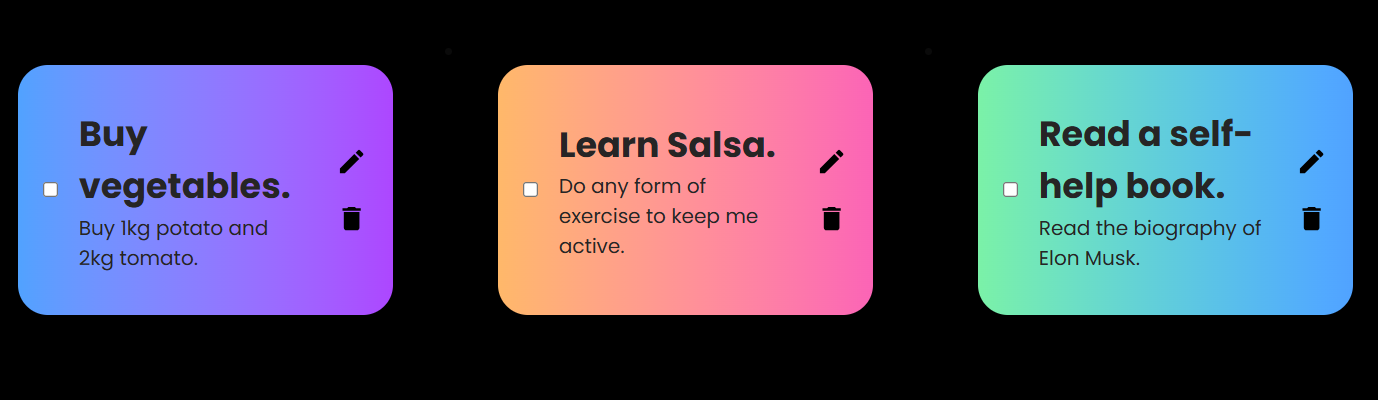 Buy
vegetables.
Buy 1kg potato and
2kg tomato.
Learn Salsa.
Do any form of
exercise to keep me
active.
Read a self-
help book.
Read the biography of
Elon Musk.